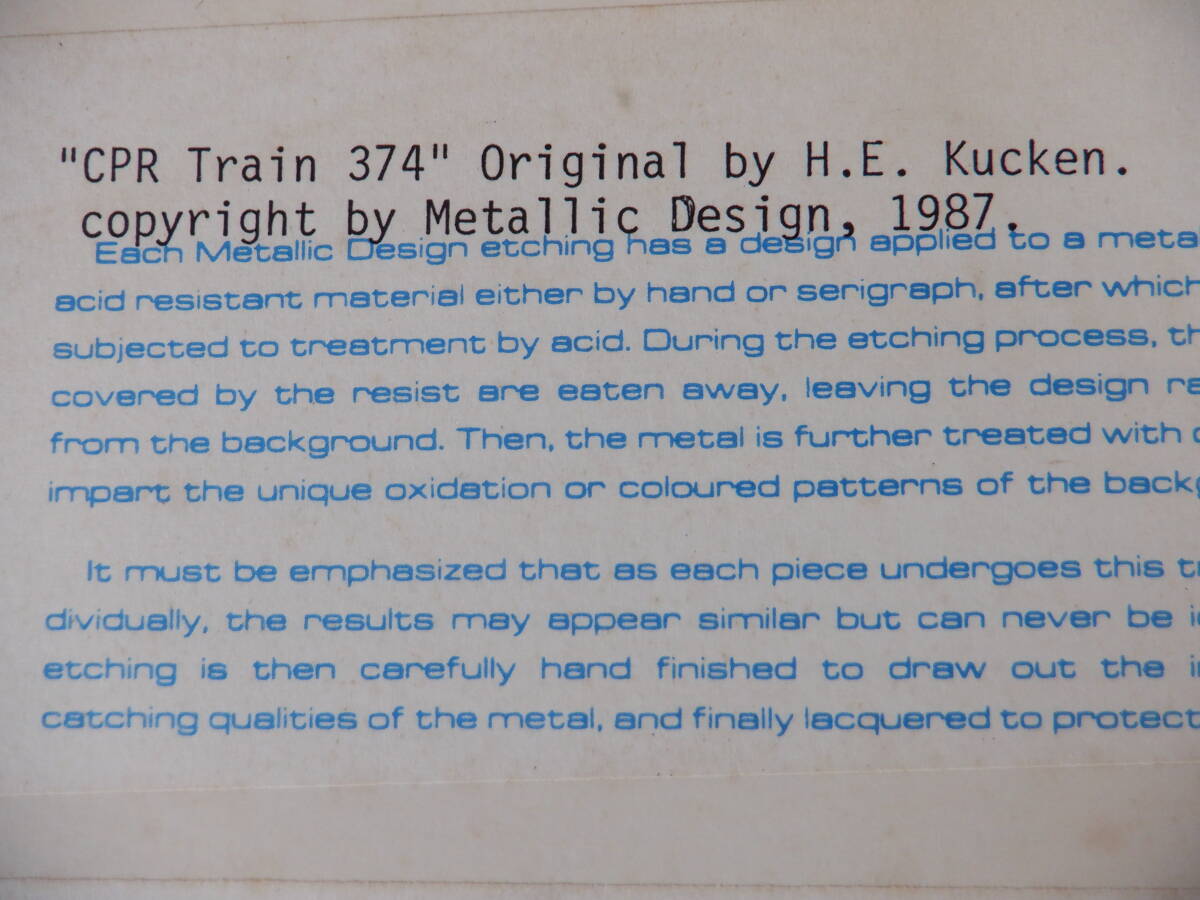 "CPR Train 374" Original by H.E. Kucken.
copyright by Metallic Design, 1987.
Each Metallic Design etching has a design applied to a meta
acid resistant material either by hand or serigraph, after which
subjected to treatment by acid. During the etching process, th
covered by the resist are eaten away, leaving the design ra
from the background. Then, the metal is further treated with
impart the unique oxidation or coloured patterns of the backg
It must be emphasized that as each piece undergoes this tr
dividually, the results may appear similar but can never be i
etching is then carefully hand finished to draw out the i
catching qualities of the metal, and finally lacquered to protect